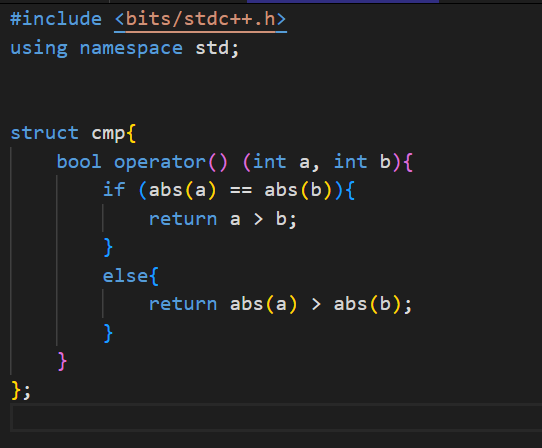 #include <bits/stdc++.h>
using namespace std;
struct cmp{
    bool operator() (int a, int b){
        if (abs(a) == abs(b)){
            return a > b;
        }
        else{
            return abs(a) > abs(b);
        }
    }
};